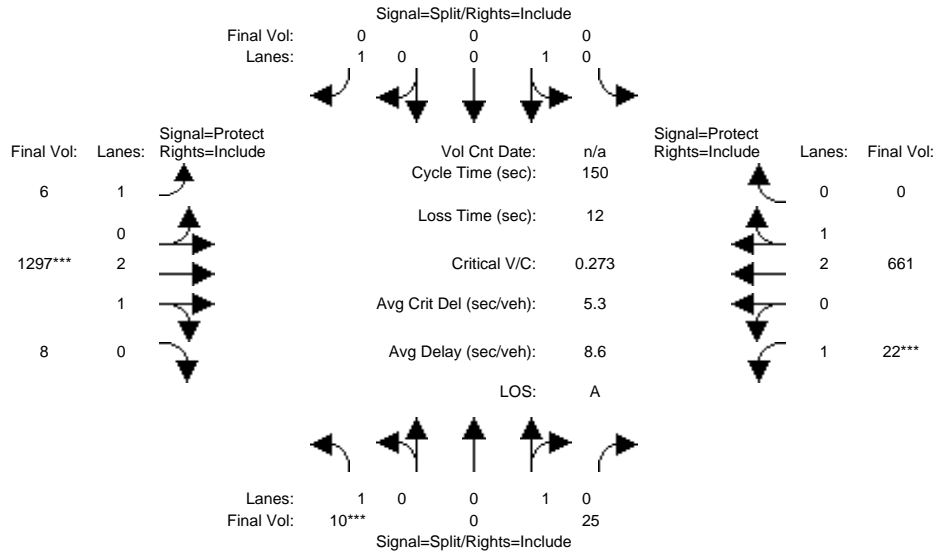 Signal=Split/Rights=Include
Final Vol: 0 0 0
Lanes: 1 0 0 1 0
Signal=Protect Signal=Protect
Final Vol: Lanes: Rights=Include Vol Cnt Date: n/a Rights=Include Lanes: Final Vol:
Cycle Time (sec): 150
6 1 0 0
Loss Time (sec): 12
0 1
1297*** 2 Critical V/C: 0.273 2 661
1 Avg Crit Del (sec/veh): 5.3 0
8 0 Avg Delay (sec/veh): 8.6 1 22***
LOS: A
Lanes: 1 0 0 1 0
Final Vol: 10*** 0 25
Signal=Split/Rights=Include